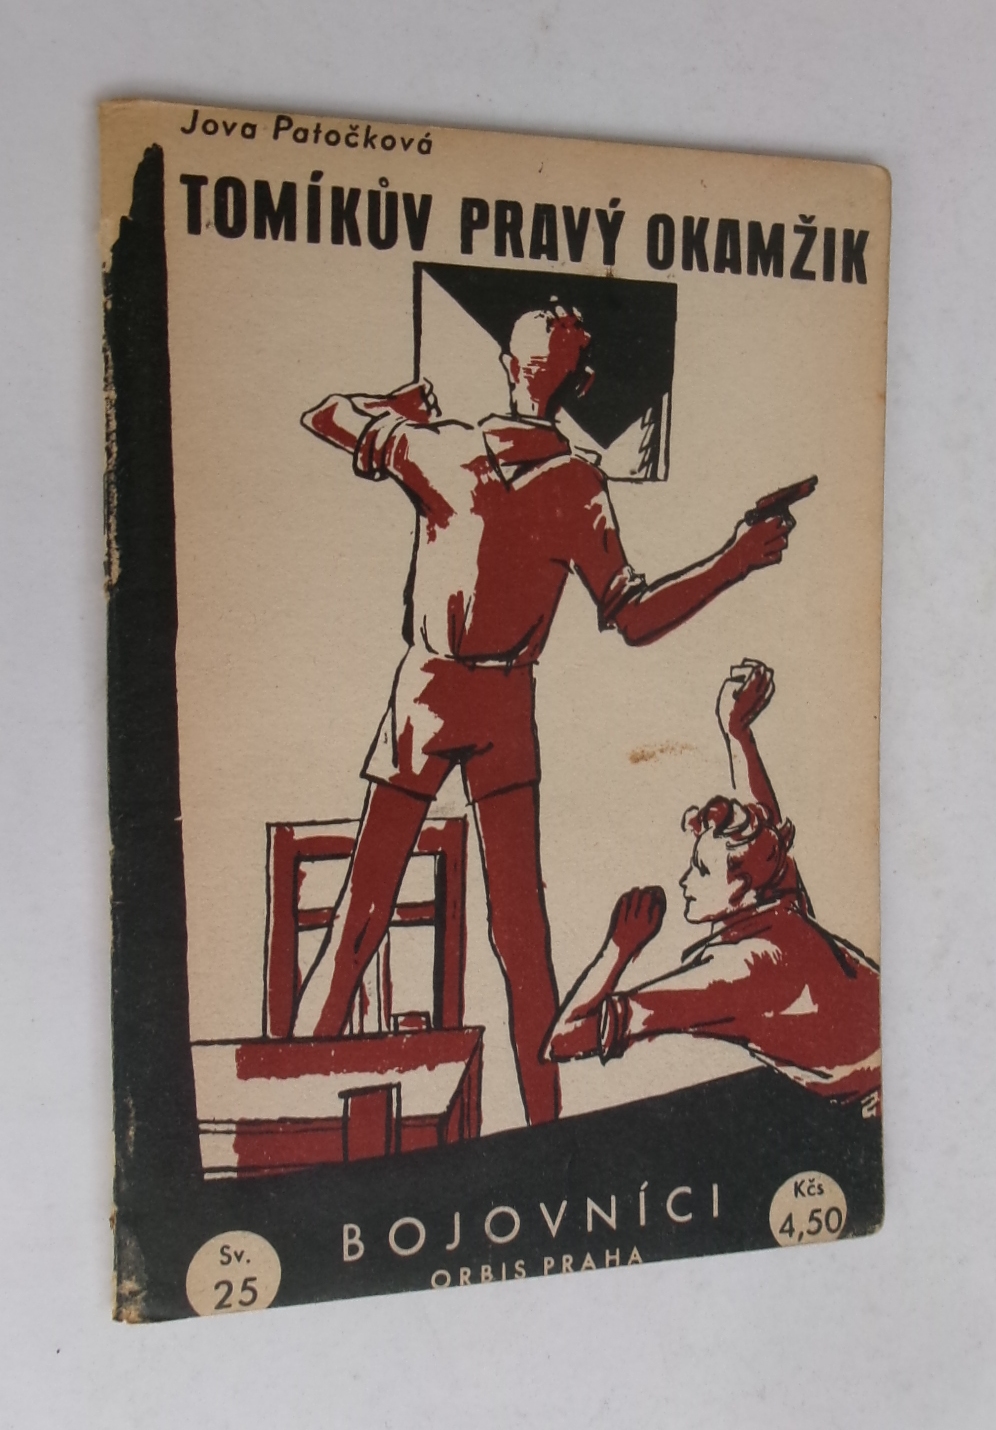 Jova Patočková
TOMÍKŮV PRAVÝ OKAMŽIK
BOJOVNÍCI
ORBIS PRAHA
Sv.
25
Kčs
4,50